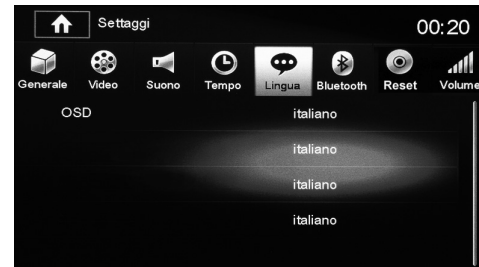 Settaggi 00:20
Generale Video Suono Tempo Lingua Bluetooth Reset Volume
OSD italiano
italiano
italiano
italiano